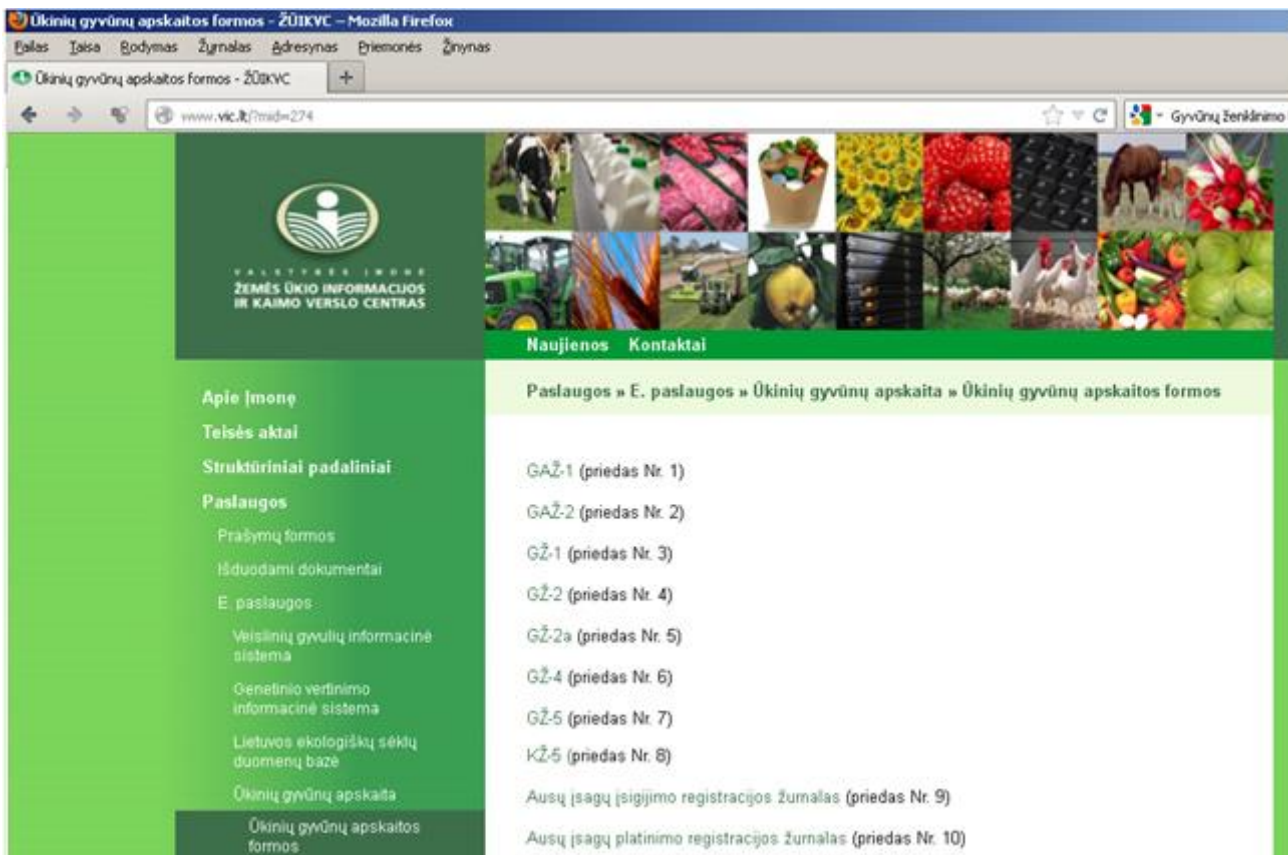 Ūkinių gyvūnų apskaitos formos - ŽŪIKVC – Mozilla Firefox
Failas Taisa Rodymas Žurnalas Adresynas Priemonės Žinynas
Ūkinių gyvūnų apskaitos formos - ŽŪIKVC
www.vic.lt/?mid=274
Gyvūnų ženklinimo
VALSTYBĖS ĮMONĖ
ŽEMĖS ŪKIO INFORMACIJOS
IR KAIMO VERSLO CENTRAS
Naujienos Kontaktai
Apie Įmonę
Teisės aktai
Struktūriniai padaliniai
Paslaugos
Prašymų formos
Išduodami dokumentai
E. paslaugos
Veislinių gyvulių informacinė
sistema
Genetinio vertinimo
informacinė sistema
Lietuvos ekologiškų sėklų
duomenų bazė
Ūkinių gyvūnų apskaita
Ūkinių gyvūnų apskaitos
formos
Paslaugos » E. paslaugos » Ūkinių gyvūnų apskaita » Ūkinių gyvūnų apskaitos formos
GAŽ-1 (priedas Nr. 1)
GAŽ-2 (priedas Nr. 2)
GŽ-1 (priedas Nr. 3)
GŽ-2 (priedas Nr. 4)
GŽ-2a (priedas Nr. 5)
GŽ-4 (priedas Nr. 6)
GŽ-5 (priedas Nr. 7)
KŽ-5 (priedas Nr. 8)
Ausų įsagų įsigijimo registracijos žurnalas (priedas Nr. 9)
Ausų įsagų platinimo registracijos žurnalas (priedas Nr. 10)